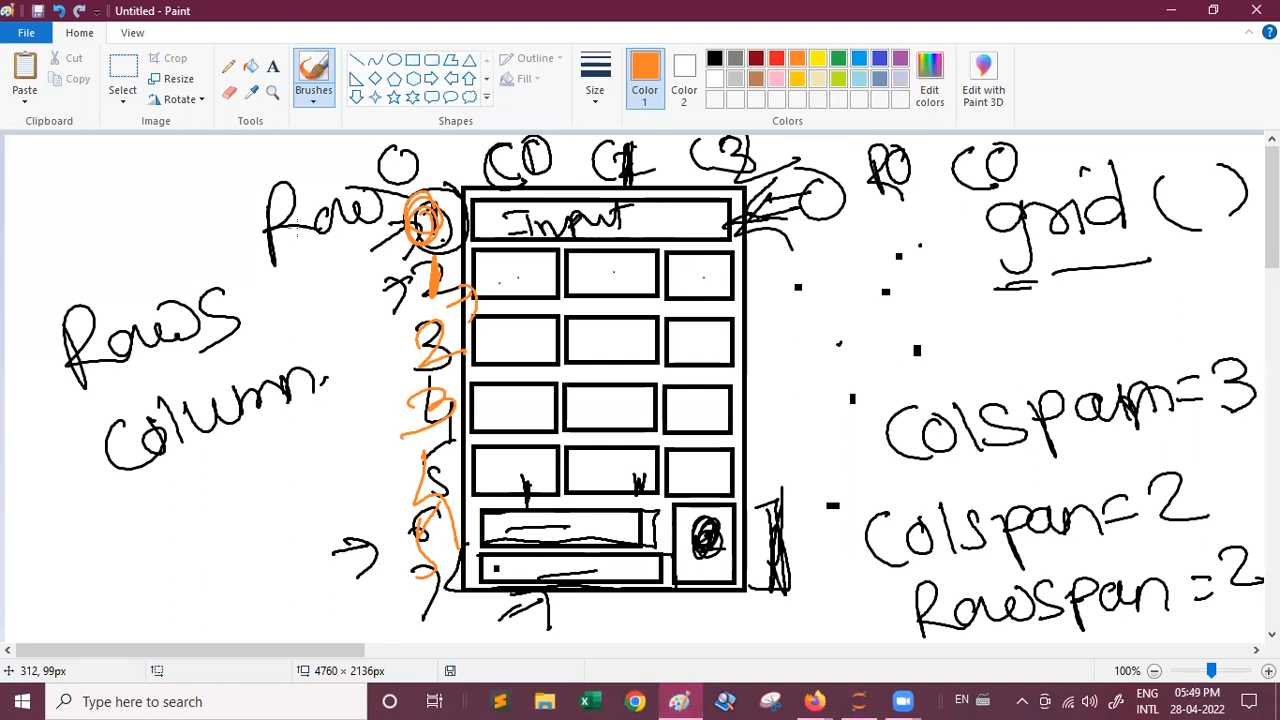 Untitled - Paint
File Home View
Paste
Cut
Copy
Clipboard
Select
Crop
Resize
Rotate
Image
Tools
Brushes
Shapes
Outline
Fill
Size
Color 1
Color 2
Edit colors
Edit with Paint 3D
Colors
0 C0 C1 C2 R0 C0
Row
Input
grid ( )
1
2
3
Rows
Column
Colspan = 3
Colspan = 2
Rowspan = 2
312, 99px
4760 × 2136px
100%
Type here to search
EN
ENG
INTL
05:49 PM
28-04-2022